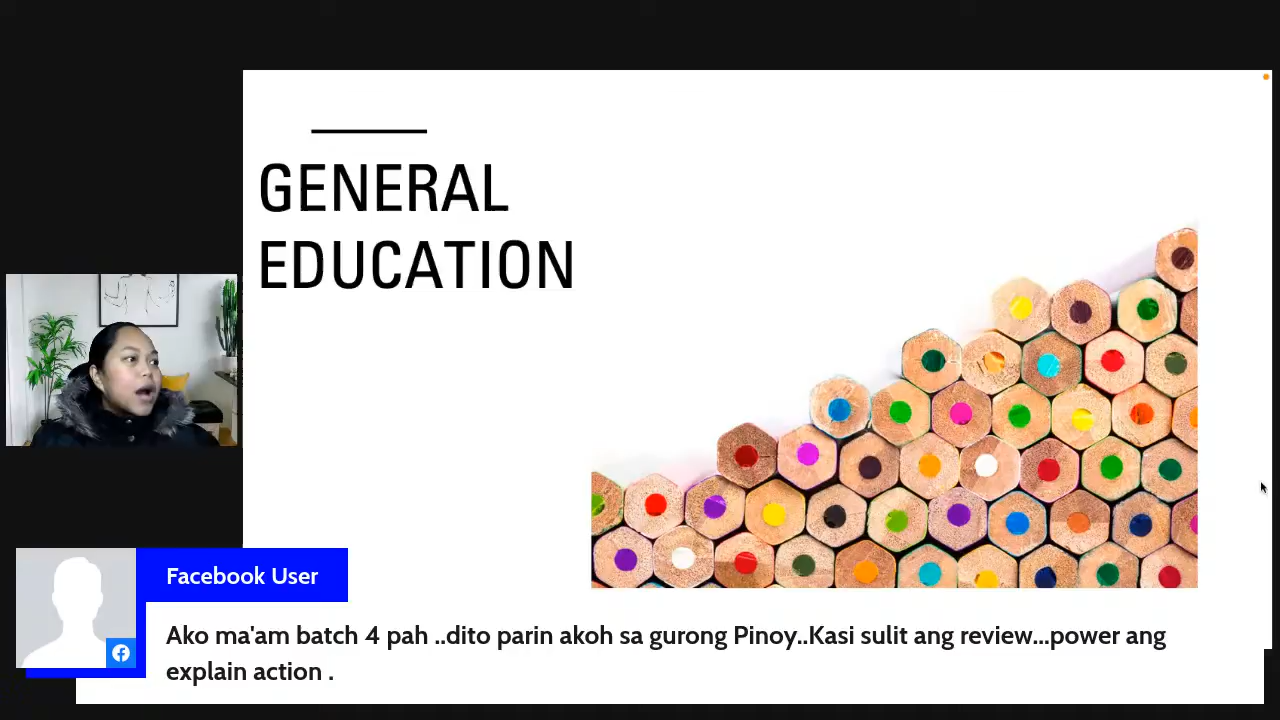 GENERAL
EDUCATION
Facebook User
Ako ma'am batch 4 pah ..dito parin akoh sa gurong Pinoy..Kasi sulit ang review...power ang
explain action .